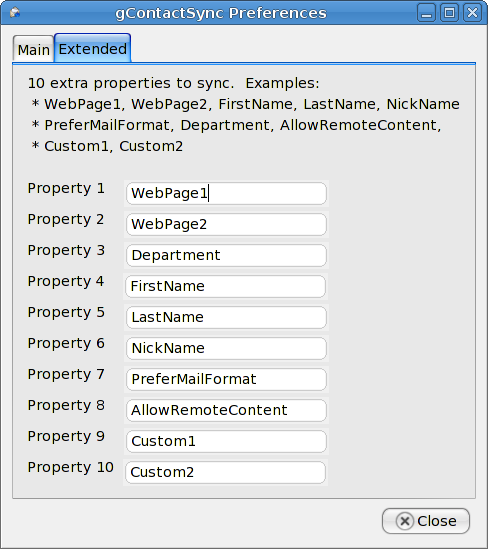 gContactSync Preferences
Main
Extended
10 extra properties to sync.  Examples:
* WebPage1, WebPage2, FirstName, LastName, NickName
* PreferMailFormat, Department, AllowRemoteContent,
* Custom1, Custom2
Property 1 WebPage1
Property 2 WebPage2
Property 3 Department
Property 4 FirstName
Property 5 LastName
Property 6 NickName
Property 7 PreferMailFormat
Property 8 AllowRemoteContent
Property 9 Custom1
Property 10 Custom2
Close